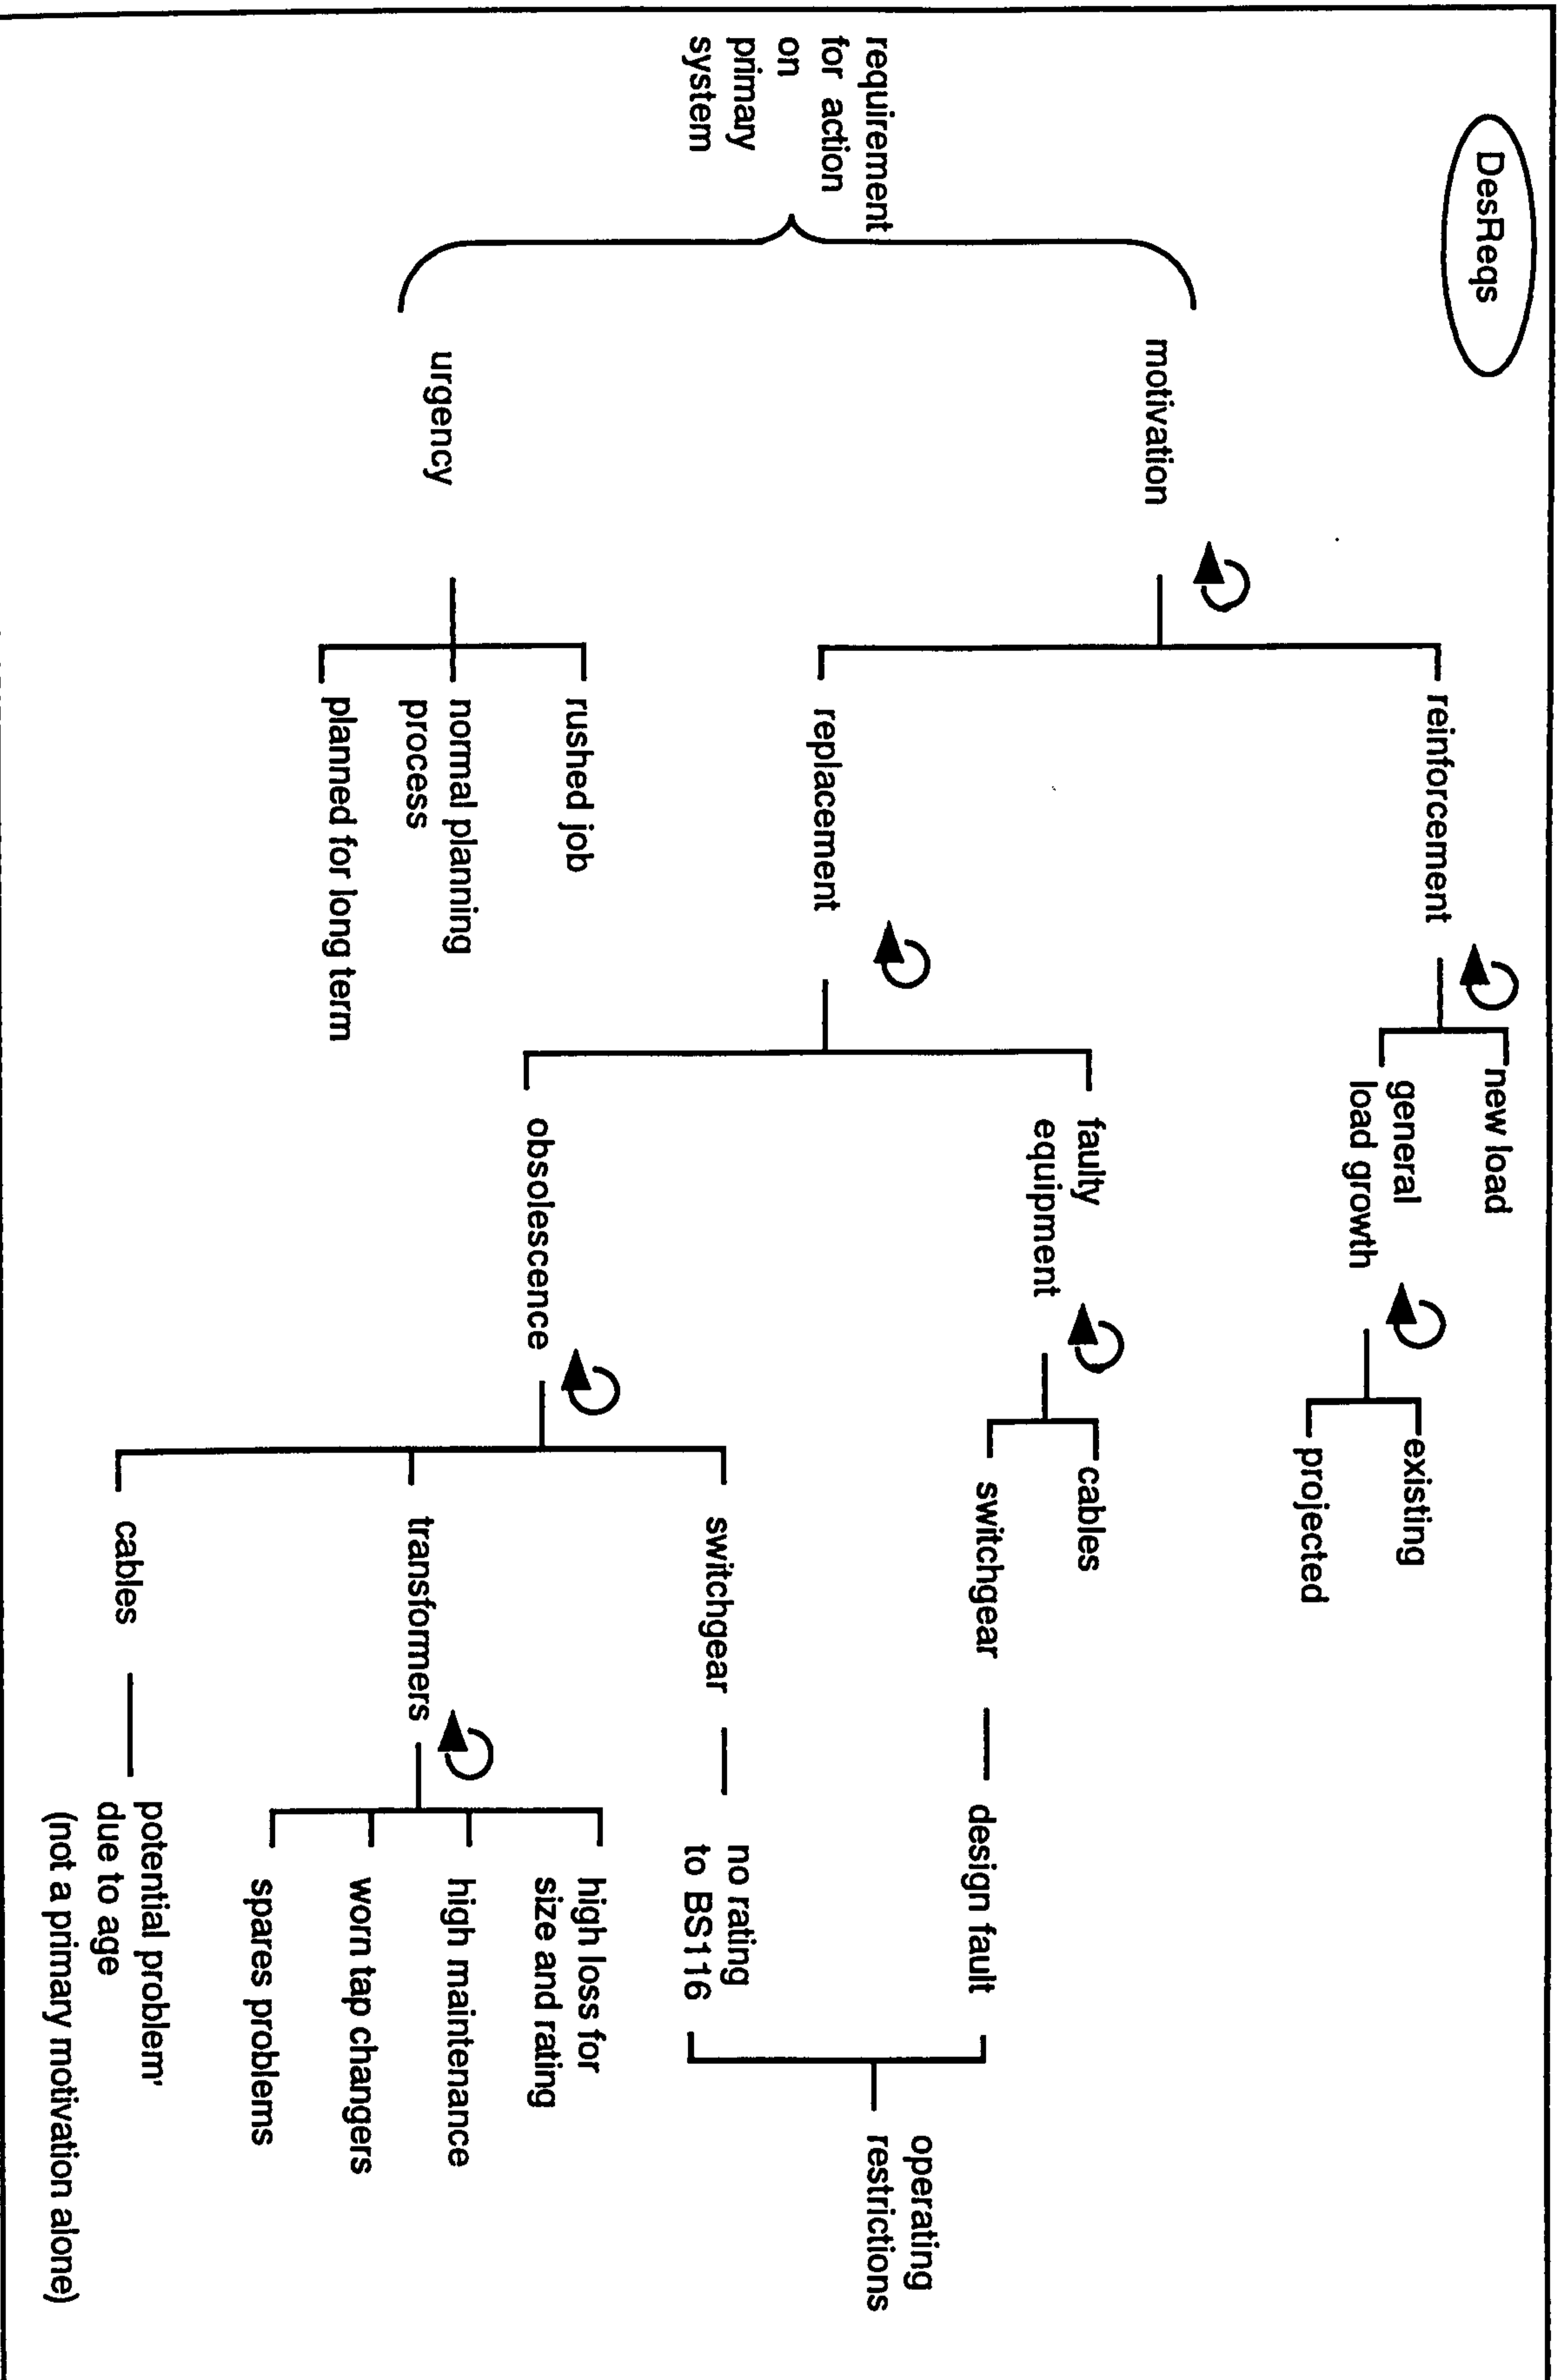 DesReqs
requirement
for action
on
primary
system
motivation
reinforcement
new load
general
load growth
existing
projected
replacement
faulty
equipment
cables
switchgear
design fault
obsolescence
switchgear
no rating
to BS116
operating
restrictions
transformers
high loss for
size and rating
high maintenance
worn tap changers
spares problems
cables
potential problem'
due to age
(not a primary motivation alone)
urgency
rushed job
normal planning
process
planned for long term